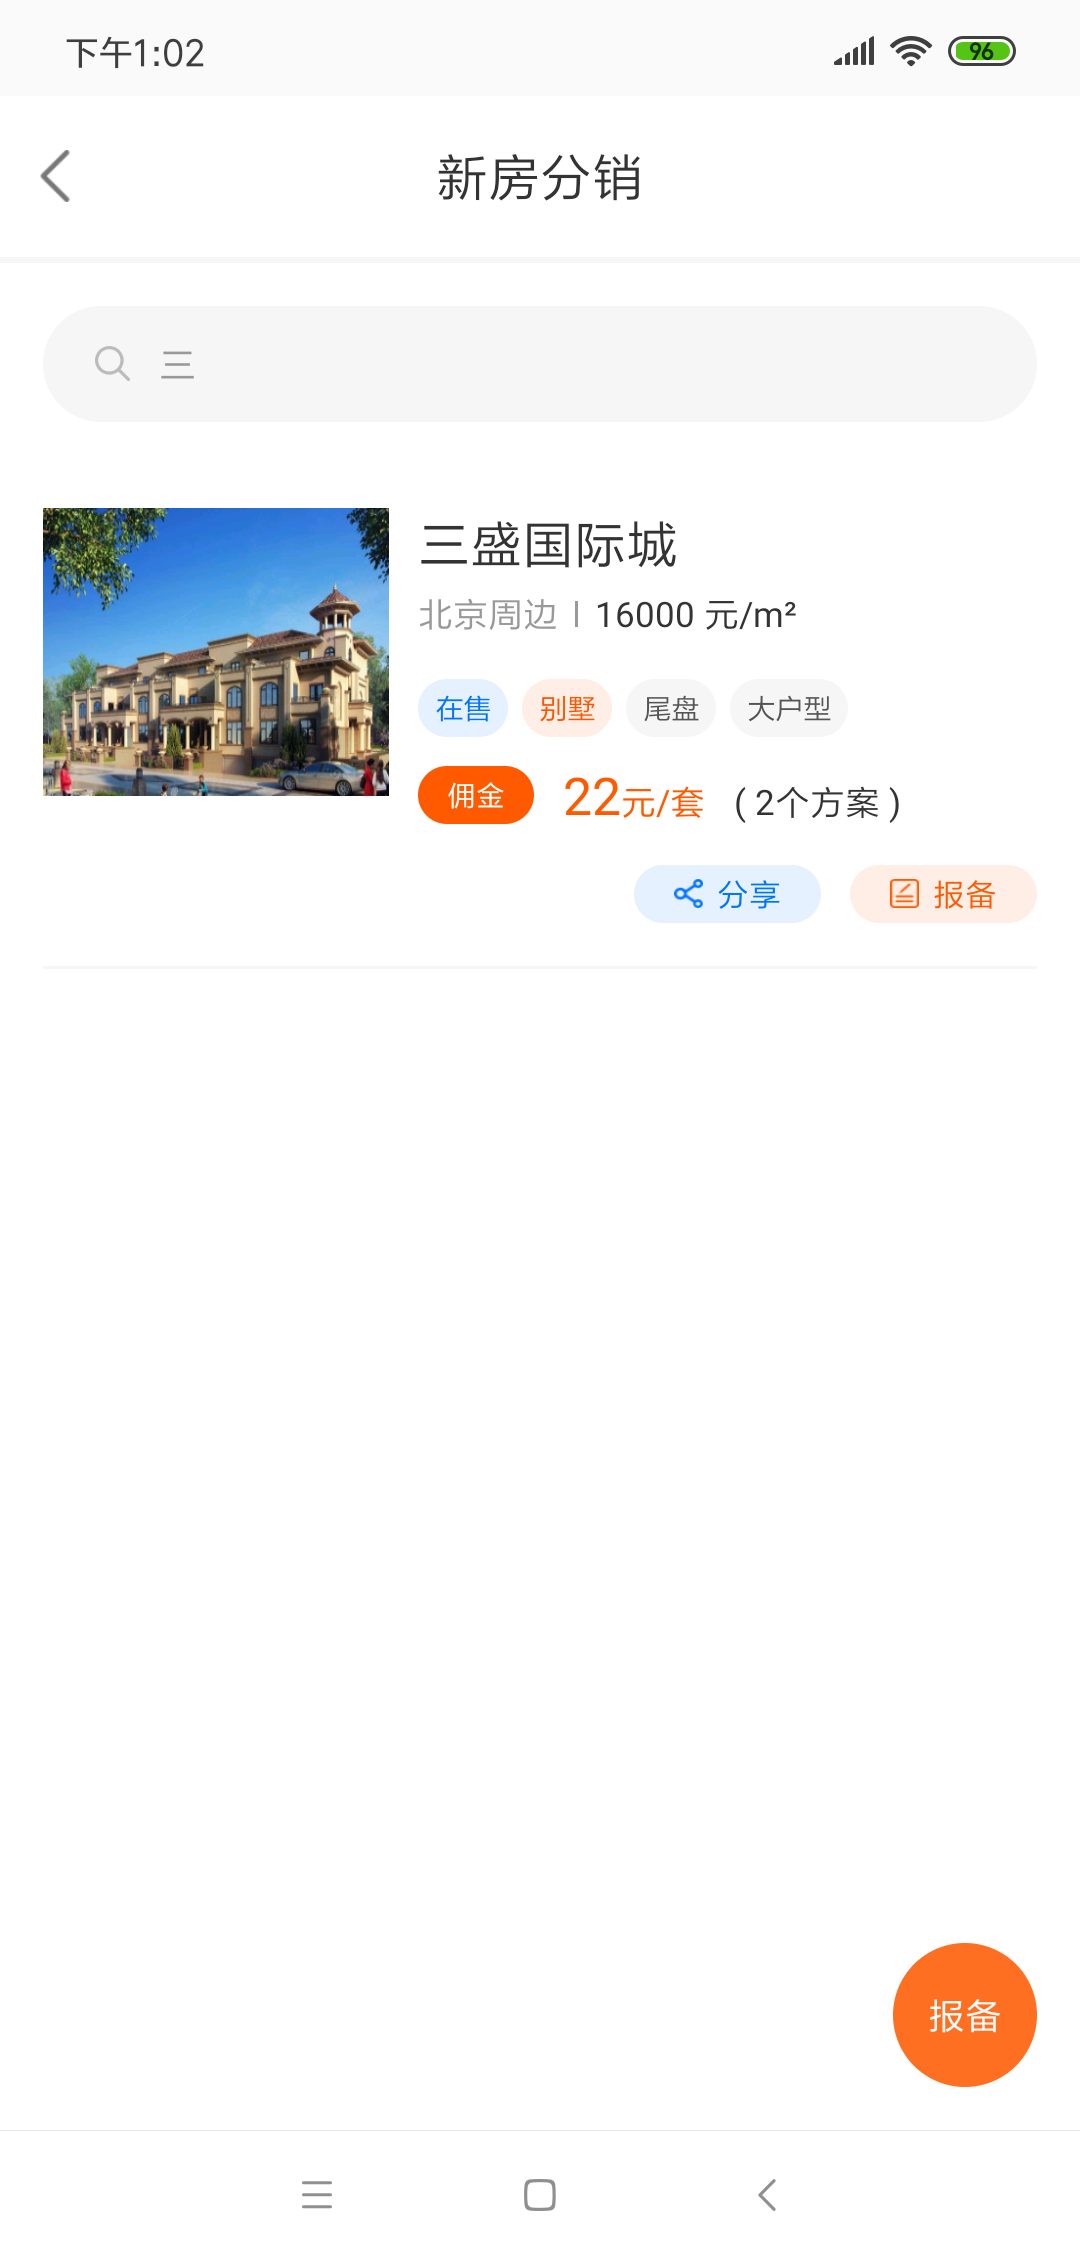 下午1:02
96
新房分销
三
三盛国际城
北京周边 | 16000 元/m²
在售 别墅 尾盘 大户型
佣金 22元/套 ( 2个方案 )
分享 报备
报备